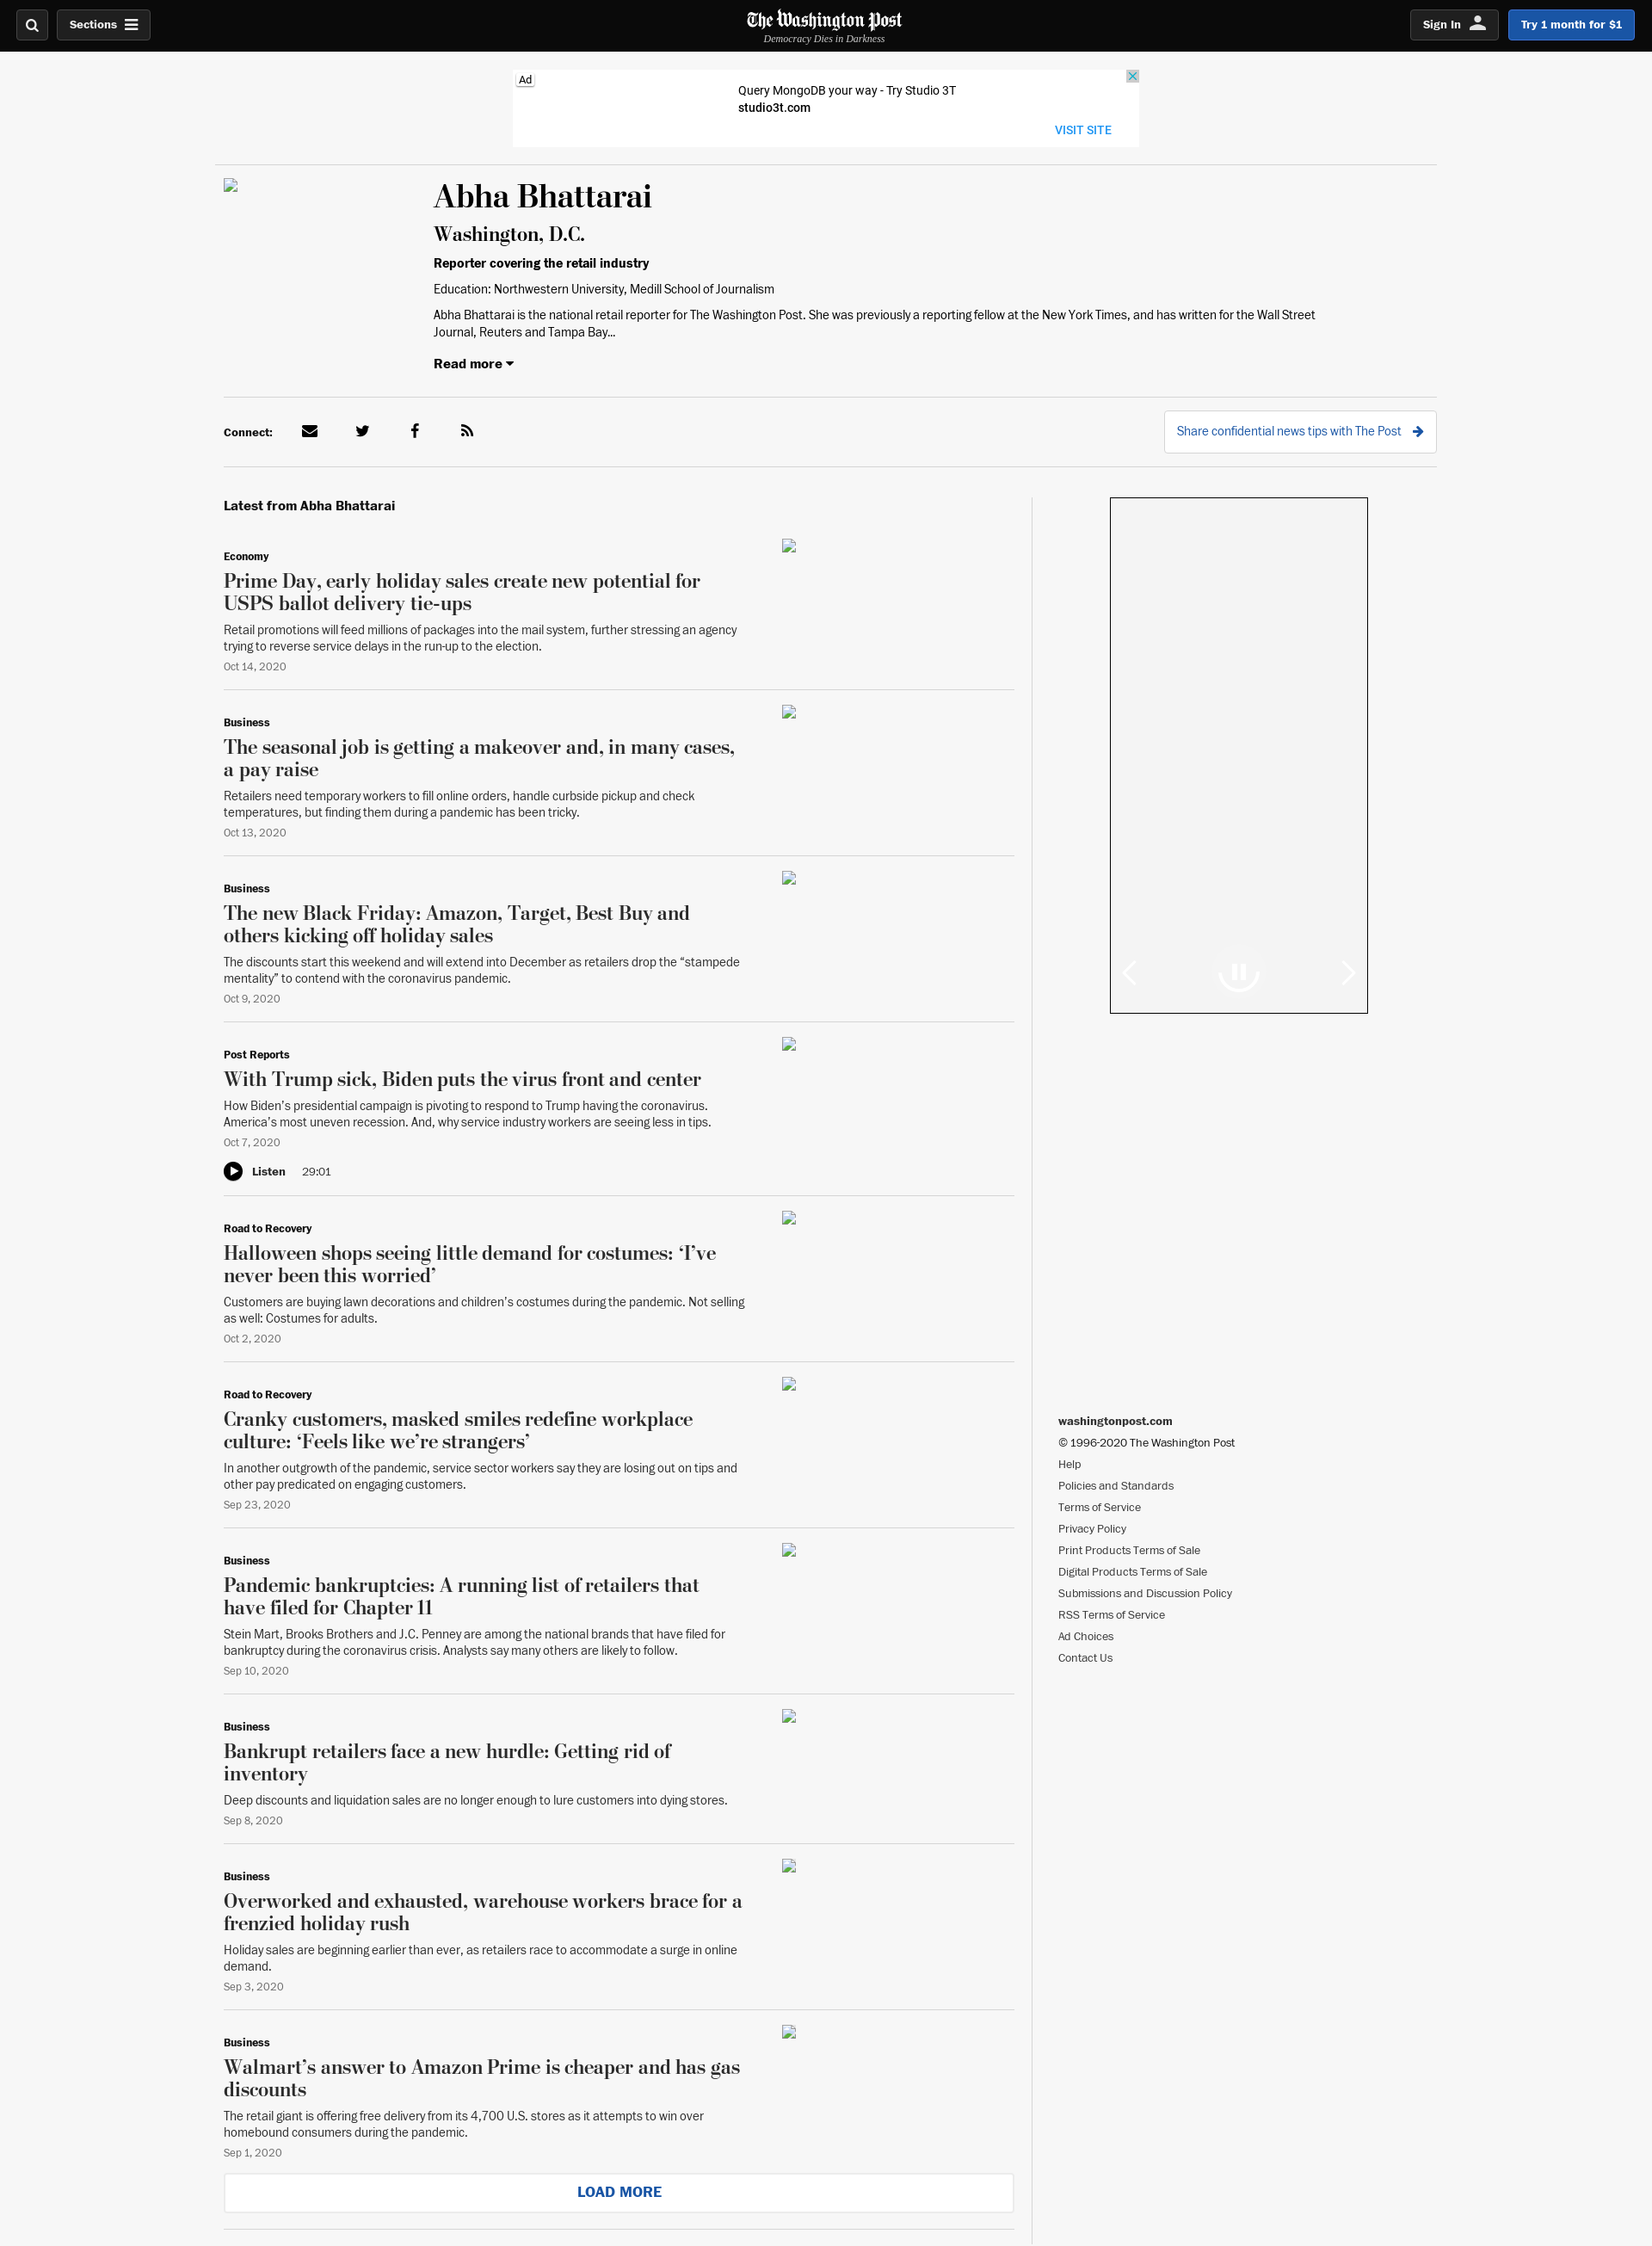 Sections
The Washington Post
Democracy Dies in Darkness
Sign In
Try 1 month for $1
Ad
Query MongoDB your way - Try Studio 3T
studio3t.com
VISIT SITE
Abha Bhattarai
Washington, D.C.
Reporter covering the retail industry
Education: Northwestern University, Medill School of Journalism
Abha Bhattarai is the national retail reporter for The Washington Post. She was previously a reporting fellow at the New York Times, and has written for the Wall Street
Journal, Reuters and Tampa Bay...
Read more
Connect:
Share confidential news tips with The Post
Latest from Abha Bhattarai
Economy
Prime Day, early holiday sales create new potential for
USPS ballot delivery tie-ups
Retail promotions will feed millions of packages into the mail system, further stressing an agency
trying to reverse service delays in the run-up to the election.
Oct 14, 2020
Business
The seasonal job is getting a makeover and, in many cases,
a pay raise
Retailers need temporary workers to fill online orders, handle curbside pickup and check
temperatures, but finding them during a pandemic has been tricky.
Oct 13, 2020
Business
The new Black Friday: Amazon, Target, Best Buy and
others kicking off holiday sales
The discounts start this weekend and will extend into December as retailers drop the “stampede
mentality” to contend with the coronavirus pandemic.
Oct 9, 2020
Post Reports
With Trump sick, Biden puts the virus front and center
How Biden’s presidential campaign is pivoting to respond to Trump having the coronavirus.
America’s most uneven recession. And, why service industry workers are seeing less in tips.
Oct 7, 2020
Listen 29:01
Road to Recovery
Halloween shops seeing little demand for costumes: ‘I’ve
never been this worried’
Customers are buying lawn decorations and children’s costumes during the pandemic. Not selling
as well: Costumes for adults.
Oct 2, 2020
Road to Recovery
Cranky customers, masked smiles redefine workplace
culture: ‘Feels like we’re strangers’
In another outgrowth of the pandemic, service sector workers say they are losing out on tips and
other pay predicated on engaging customers.
Sep 23, 2020
Business
Pandemic bankruptcies: A running list of retailers that
have filed for Chapter 11
Stein Mart, Brooks Brothers and J.C. Penney are among the national brands that have filed for
bankruptcy during the coronavirus crisis. Analysts say many others are likely to follow.
Sep 10, 2020
Business
Bankrupt retailers face a new hurdle: Getting rid of
inventory
Deep discounts and liquidation sales are no longer enough to lure customers into dying stores.
Sep 8, 2020
Business
Overworked and exhausted, warehouse workers brace for a
frenzied holiday rush
Holiday sales are beginning earlier than ever, as retailers race to accommodate a surge in online
demand.
Sep 3, 2020
Business
Walmart’s answer to Amazon Prime is cheaper and has gas
discounts
The retail giant is offering free delivery from its 4,700 U.S. stores as it attempts to win over
homebound consumers during the pandemic.
Sep 1, 2020
LOAD MORE
washingtonpost.com
© 1996-2020 The Washington Post
Help
Policies and Standards
Terms of Service
Privacy Policy
Print Products Terms of Sale
Digital Products Terms of Sale
Submissions and Discussion Policy
RSS Terms of Service
Ad Choices
Contact Us